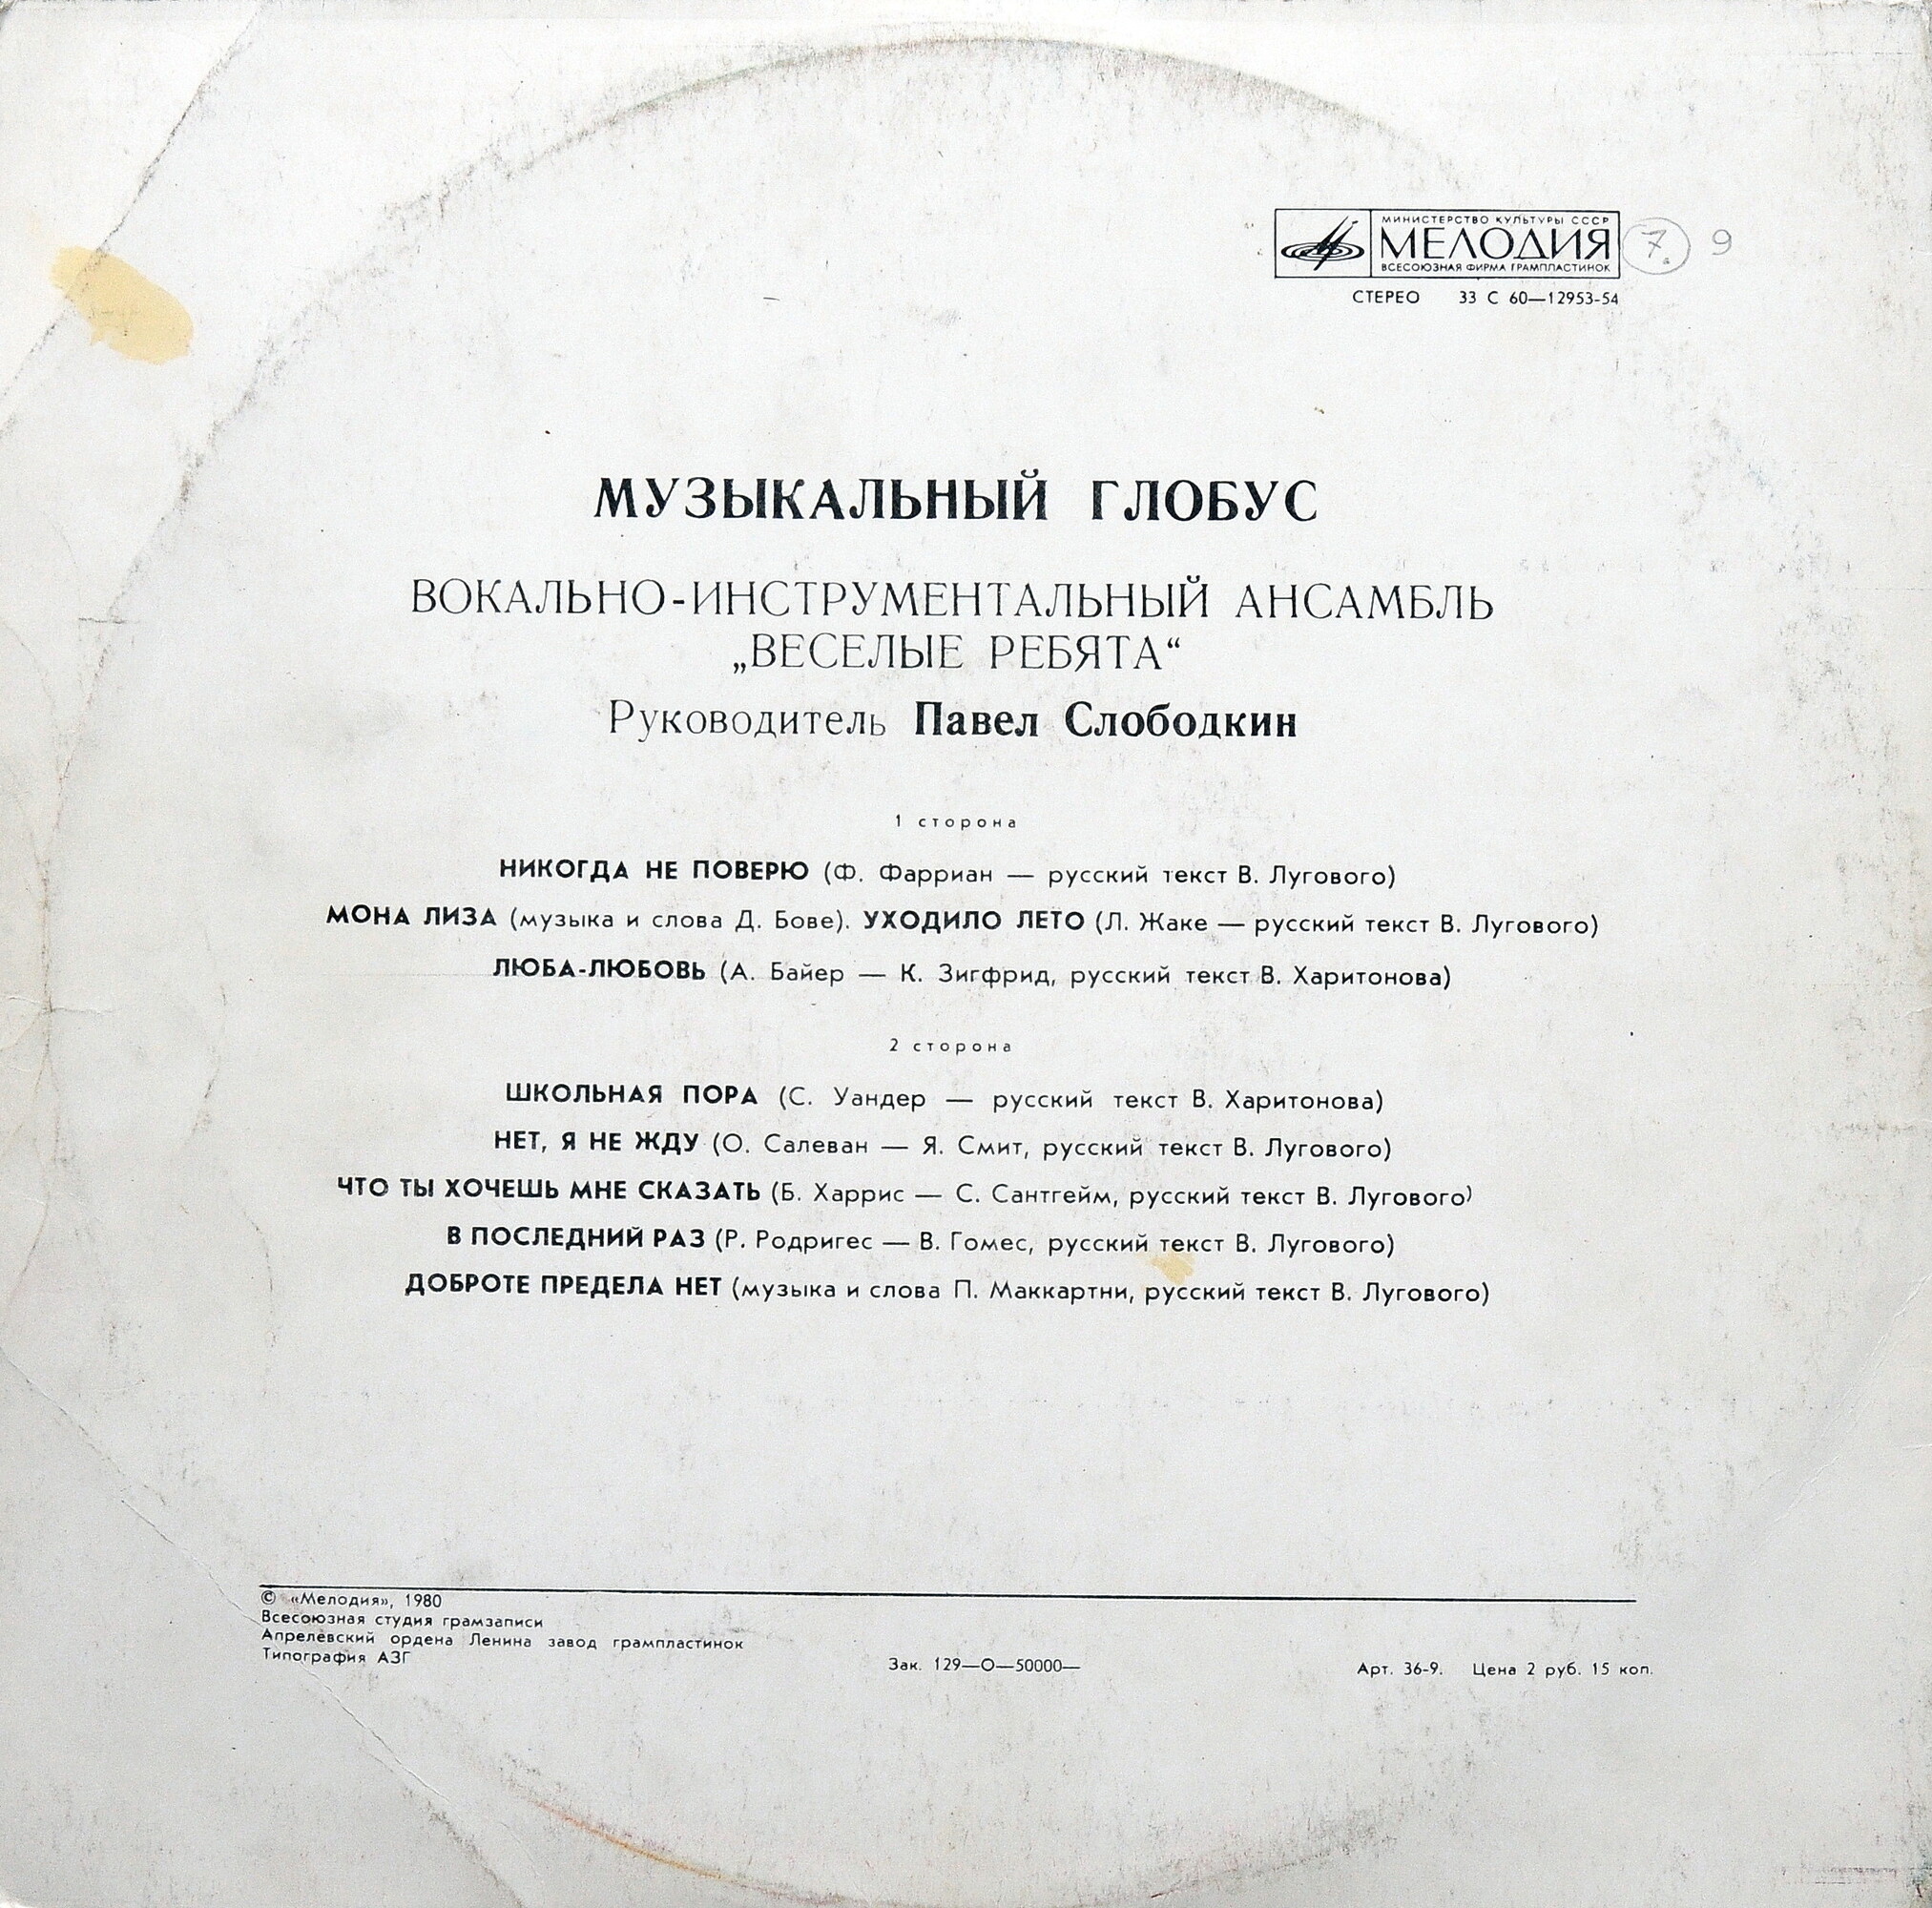 МИНИСТЕРСТВО КУЛЬТУРЫ СССР
МЕЛОДИЯ
ВСЕСОЮЗНАЯ ФИРМА ГРАМПЛАСТИНОК
7. 9
СТЕРЕО 33 С 60—12953-54
МУЗЫКАЛЬНЫЙ ГЛОБУС
ВОКАЛЬНО-ИНСТРУМЕНТАЛЬНЫЙ АНСАМБЛЬ
„ВЕСЕЛЫЕ РЕБЯТА“
Руководитель Павел Слободкин
1 сторона
НИКОГДА НЕ ПОВЕРЮ (Ф. Фарриан — русский текст В. Лугового)
МОНА ЛИЗА (музыка и слова Д. Бове). УХОДИЛО ЛЕТО (Л. Жаке — русский текст В. Лугового)
ЛЮБА-ЛЮБОВЬ (А. Байер — К. Зигфрид, русский текст В. Харитонова)
2 сторона
ШКОЛЬНАЯ ПОРА (С. Уандер — русский текст В. Харитонова)
НЕТ, Я НЕ ЖДУ (О. Салеван — Я. Смит, русский текст В. Лугового)
ЧТО ТЫ ХОЧЕШЬ МНЕ СКАЗАТЬ (Б. Харрис — С. Сантгейм, русский текст В. Лугового)
В ПОСЛЕДНИЙ РАЗ (Р. Родригес — В. Гомес, русский текст В. Лугового)
ДОБРОТЕ ПРЕДЕЛА НЕТ (музыка и слова П. Маккартни, русский текст В. Лугового)
© «Мелодия», 1980
Всесоюзная студия грамзаписи
Апрелевский ордена Ленина завод грампластинок
Типография АЗГ
Зак. 129—О—50000—
Арт. 36-9. Цена 2 руб. 15 коп.